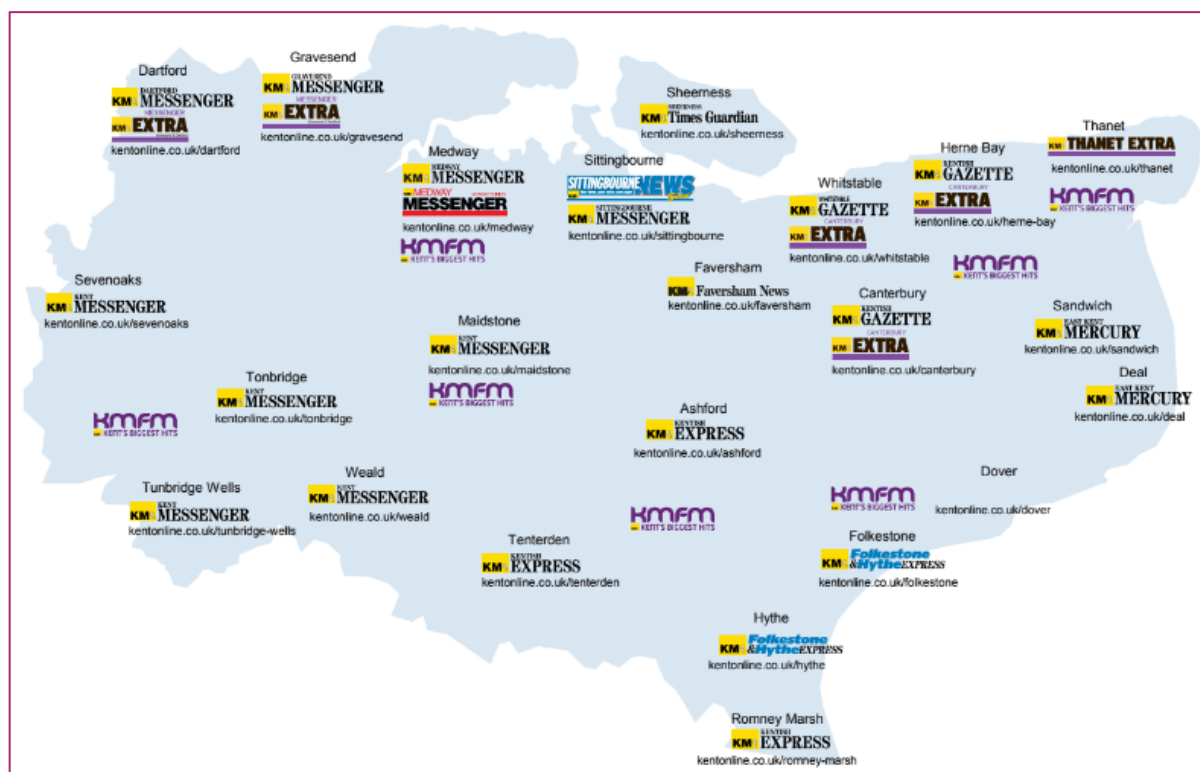 Gravesend
KM GRAVESEND
MESSENGER
MESSENGER
KM EXTRA
kentonline.co.uk/gravesend
Dartford
KM DARTFORD
MESSENGER
MESSENGER
KM EXTRA
kentonline.co.uk/dartford
Sheerness
KM SHEERNESS
Times Guardian
kentonline.co.uk/sheerness
Thanet
KM THANET EXTRA
kentonline.co.uk/thanet
kmfm
KENT'S BIGGEST HITS
Medway
KM MEDWAY
MESSENGER
MEDWAY
MESSENGER
kentonline.co.uk/medway
kmfm
KENT'S BIGGEST HITS
Sittingbourne
SITTINGBOURNE NEWS
KM SITTINGBOURNE
MESSENGER
kentonline.co.uk/sittingbourne
Herne Bay
KM KENTISH
GAZETTE
CANTERBURY
KM EXTRA
kentonline.co.uk/herne-bay
Whitstable
KM WHITSTABLE
GAZETTE
CANTERBURY
KM EXTRA
kentonline.co.uk/whitstable
kmfm
KENT'S BIGGEST HITS
Faversham
KM Faversham News
kentonline.co.uk/faversham
Sevenoaks
KM KENT
MESSENGER
kentonline.co.uk/sevenoaks
Canterbury
KM KENTISH
GAZETTE
CANTERBURY
KM EXTRA
kentonline.co.uk/canterbury
Sandwich
KM EAST KENT
MERCURY
kentonline.co.uk/sandwich
Maidstone
KM KENT
MESSENGER
kentonline.co.uk/maidstone
kmfm
KENT'S BIGGEST HITS
Deal
KM EAST KENT
MERCURY
kentonline.co.uk/deal
Tonbridge
KM KENT
MESSENGER
kentonline.co.uk/tonbridge
kmfm
KENT'S BIGGEST HITS
Ashford
KM KENTISH
EXPRESS
kentonline.co.uk/ashford
Weald
KM KENT
MESSENGER
kentonline.co.uk/weald
Dover
kentonline.co.uk/dover
kmfm
KENT'S BIGGEST HITS
Tunbridge Wells
KM KENT
MESSENGER
kentonline.co.uk/tunbridge-wells
kmfm
KENT'S BIGGEST HITS
Tenterden
KM KENTISH
EXPRESS
kentonline.co.uk/tenterden
Folkestone
KM Folkestone
&Hythe EXPRESS
kentonline.co.uk/folkestone
Hythe
KM Folkestone
&Hythe EXPRESS
kentonline.co.uk/hythe
Romney Marsh
KM KENTISH
EXPRESS
kentonline.co.uk/romney-marsh